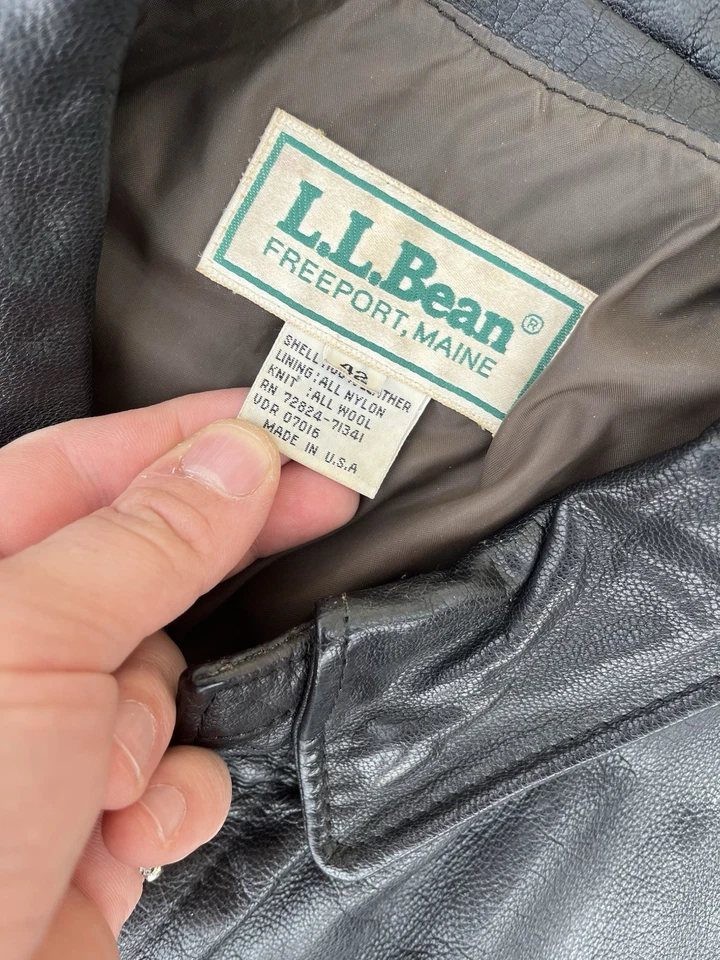 L.L.Bean®
FREEPORT, MAINE
42
SHELL: LEATHER
LINING:ALL NYLON
KNIT :ALL WOOL
RN 72824-71341
VDR 07016
MADE IN U.S.A